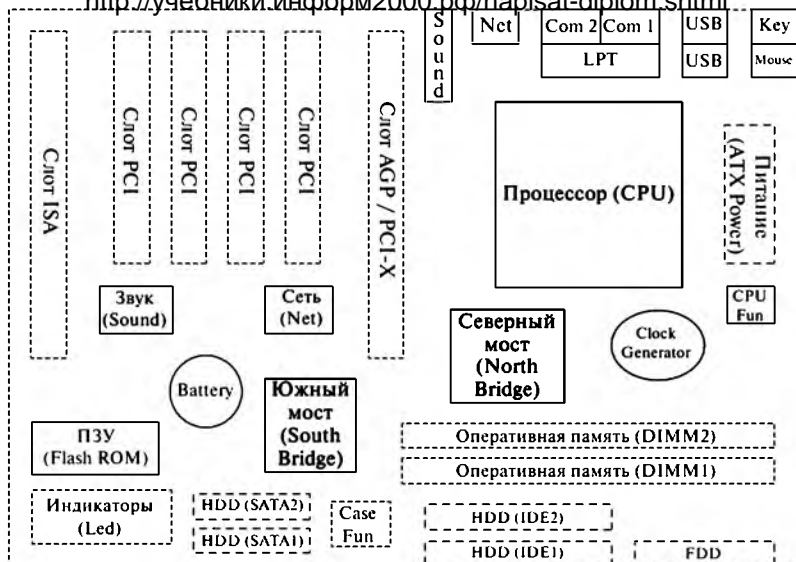 http://учебники.информ2000.рф/napisat-diplom.shtml
Sound
Net
Com 2
Com 1
LPT
USB
USB
Key
Mouse
Слот ISA
Слот PCI
Слот PCI
Слот PCI
Слот PCI
Слот AGP / PCI-X
Процессор (CPU)
Питание
(ATX Power)
Звук
(Sound)
Сеть
(Net)
CPU
Fun
Северный
мост
(North
Bridge)
Clock
Generator
Battery
Южный
мост
(South
Bridge)
ПЗУ
(Flash ROM)
Оперативная память (DIMM2)
Оперативная память (DIMM1)
Индикаторы
(Led)
HDD (SATA2)
HDD (SATA1)
Case
Fun
HDD (IDE2)
HDD (IDE1)
FDD